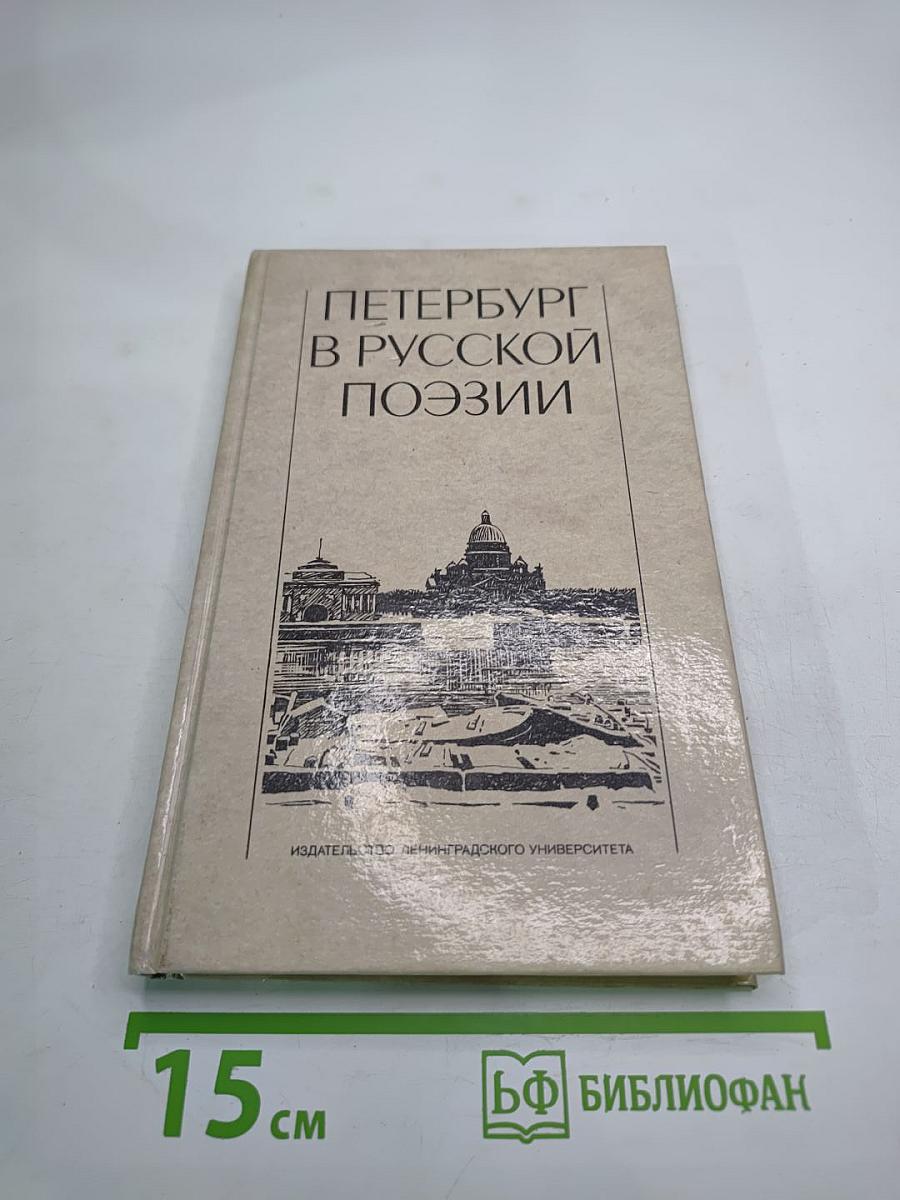 ПЕТЕРБУРГ
В РУССКОЙ
ПОЭЗИИ
ИЗДАТЕЛЬСТВО ЛЕНИНГРАДСКОГО УНИВЕРСИТЕТА
15 см
БФ БИБЛИОФАН